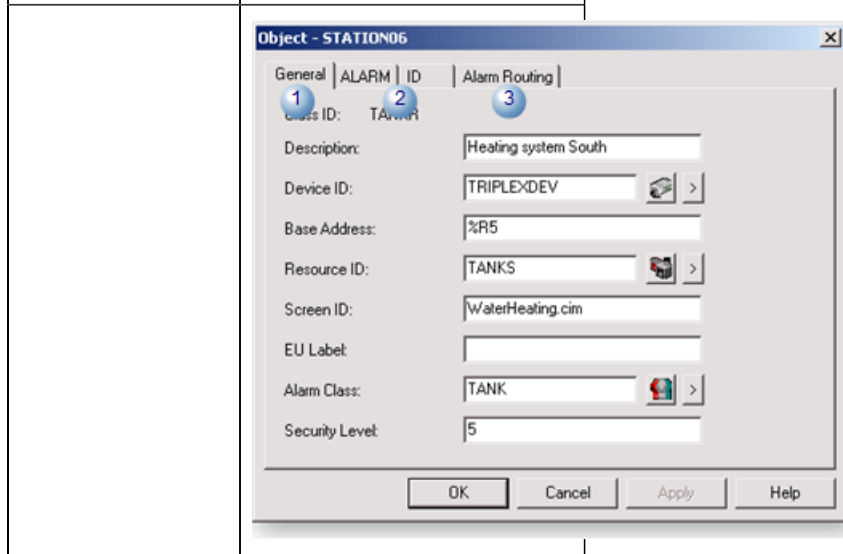 Object - STATION06
General ALARM ID Alarm Routing
1 2 3
Class ID:
Description: Heating system South
Device ID: TRIPLEXDEV >
Base Address: %R5
Resource ID: TANKS >
Screen ID: WaterHeating.cim
EU Label:
Alarm Class: TANK >
Security Level: 5
OK Cancel Apply Help